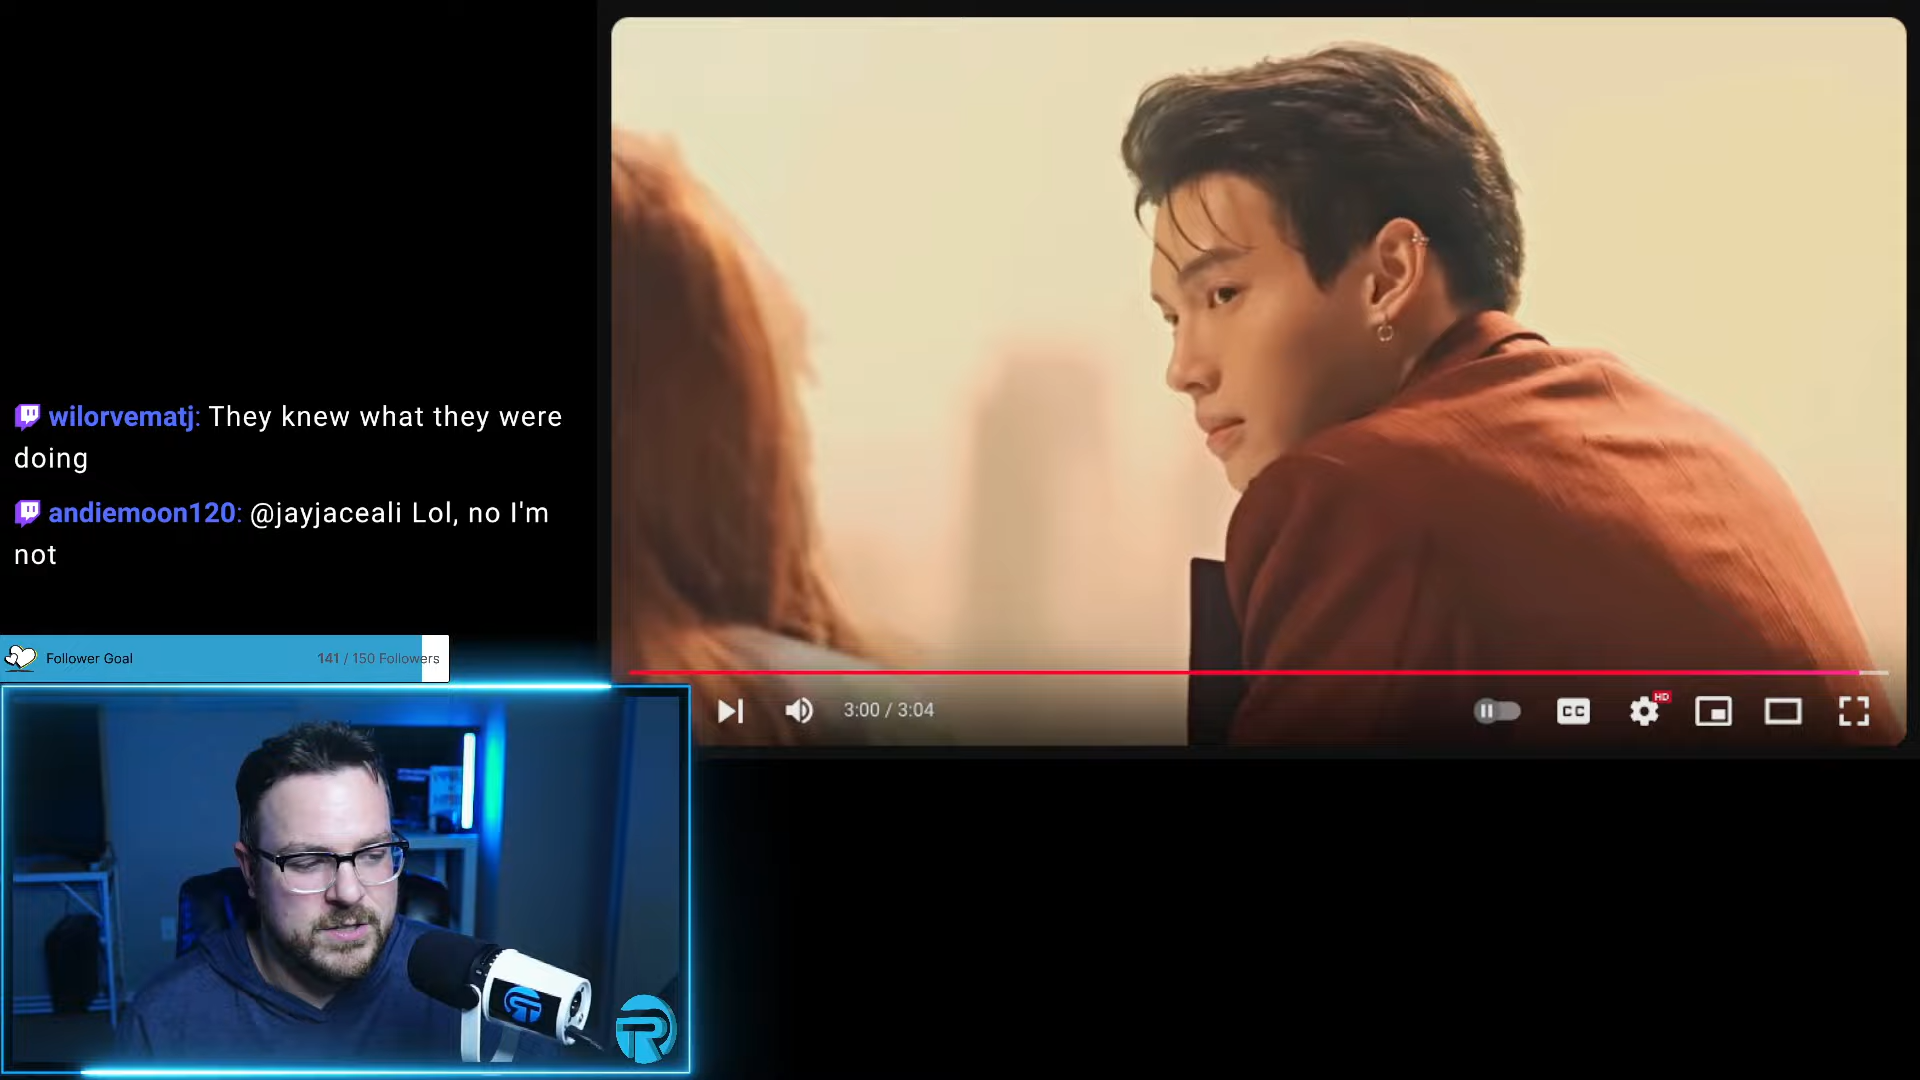 wilorvematj: They knew what they were
doing
andiemoon120: @jayjaceali Lol, no I'm
not
Follower Goal 141 / 150 Followers
3:00 / 3:04
CC
HD